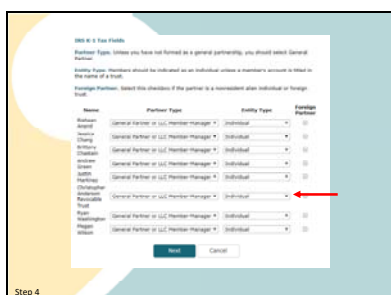 IRS K-1 Tax Fields
Partner Type. Unless you have not formed as a general partnership, you should select General
Partner.
Entity Type. Members should be indicated as an individual unless a member's account is titled in
the name of a trust.
Foreign Partner. Select this checkbox if the partner is a nonresident alien individual or foreign
trust.
Name Partner Type Entity Type Foreign Partner
Anand General Partner or LLC Member-Manager Individual
Jessica Chang General Partner or LLC Member-Manager Individual
Brittany Chastain General Partner or LLC Member-Manager Individual
Andrew Green General Partner or LLC Member-Manager Individual
Justin Martinez General Partner or LLC Member-Manager Individual
Christopher Anderson Revocable Trust General Partner or LLC Member-Manager Individual
Ryan Washington General Partner or LLC Member-Manager Individual
Megan Wilson General Partner or LLC Member-Manager Individual
Next Cancel
Step 4